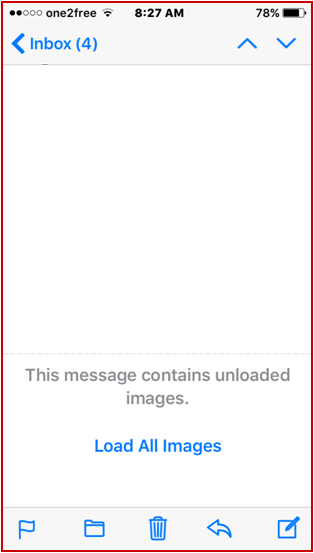 one2free 8:27 AM 78%
Inbox (4)
This message contains unloaded
images.
Load All Images